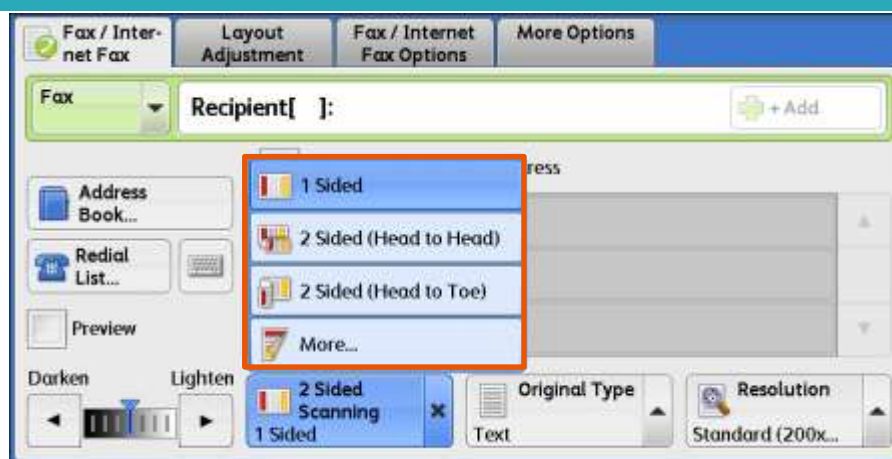 Fax / Inter-
net Fax
Layout
Adjustment
Fax / Internet
Fax Options
More Options
Fax
Recipient[ ]:
+ Add
ress
1 Sided
2 Sided (Head to Head)
2 Sided (Head to Toe)
More...
Address
Book...
Redial
List...
Preview
Darken
Lighten
2 Sided
Scanning
1 Sided
Original Type
Text
Resolution
Standard (200x...